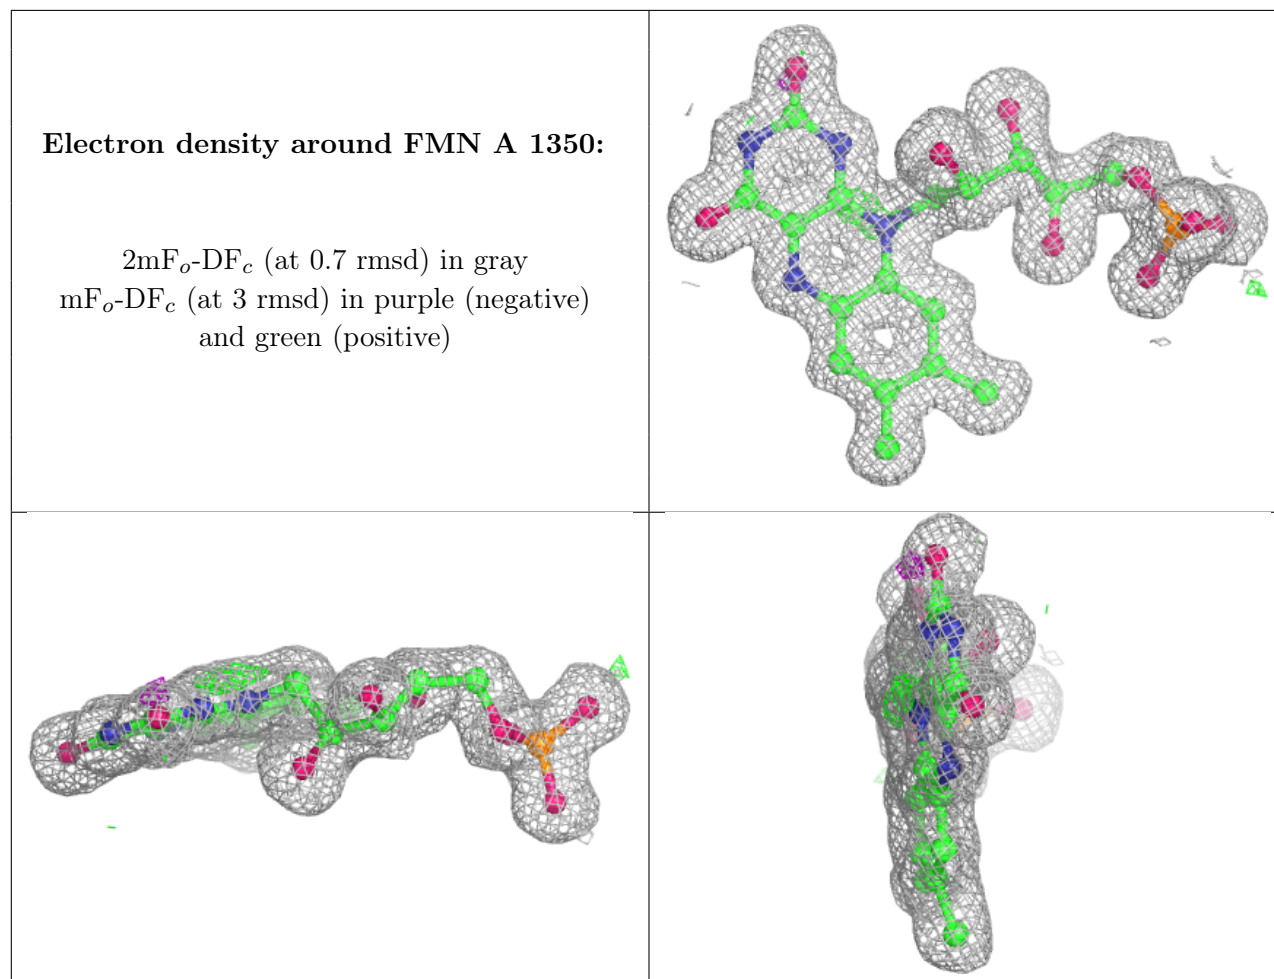 Electron density around FMN A 1350:
2mFo-DFc (at 0.7 rmsd) in gray
mFo-DFc (at 3 rmsd) in purple (negative)
and green (positive)